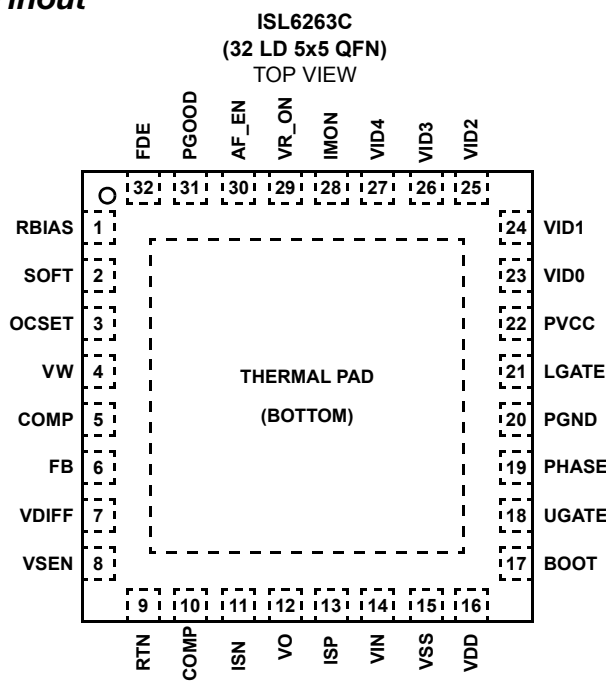 inout
ISL6263C
(32 LD 5x5 QFN)
TOP VIEW
FDE
PGOOD
AF_EN
VR_ON
IMON
VID4
VID3
VID2
32 31 30 29 28 27 26 25
RBIAS 1
24 VID1
SOFT 2
23 VID0
OCSET 3
22 PVCC
VW 4
21 LGATE
COMP 5
20 PGND
FB 6
19 PHASE
VDIFF 7
18 UGATE
VSEN 8
17 BOOT
THERMAL PAD
(BOTTOM)
9 10 11 12 13 14 15 16
RTN
COMP
ISN
VO
ISP
VIN
VSS
VDD